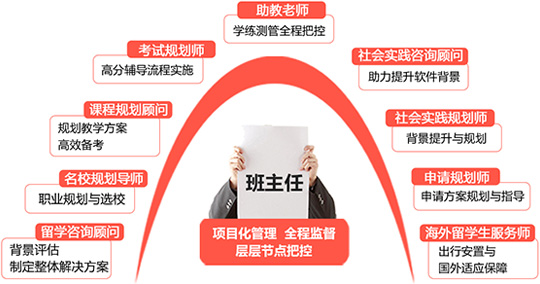 助教老师
学练测管全程把控
考试规划师
高分辅导流程实施
社会实践咨询顾问
助力提升软件背景
课程规划顾问
规划教学方案
高效备考
社会实践规划师
背景提升与规划
名校规划导师
职业规划与选校
申请规划师
申请方案规划与指导
留学咨询顾问
背景评估
制定整体解决方案
海外留学生服务师
出行安置与
国外适应保障
班主任
项目化管理 全程监督
层层节点把控